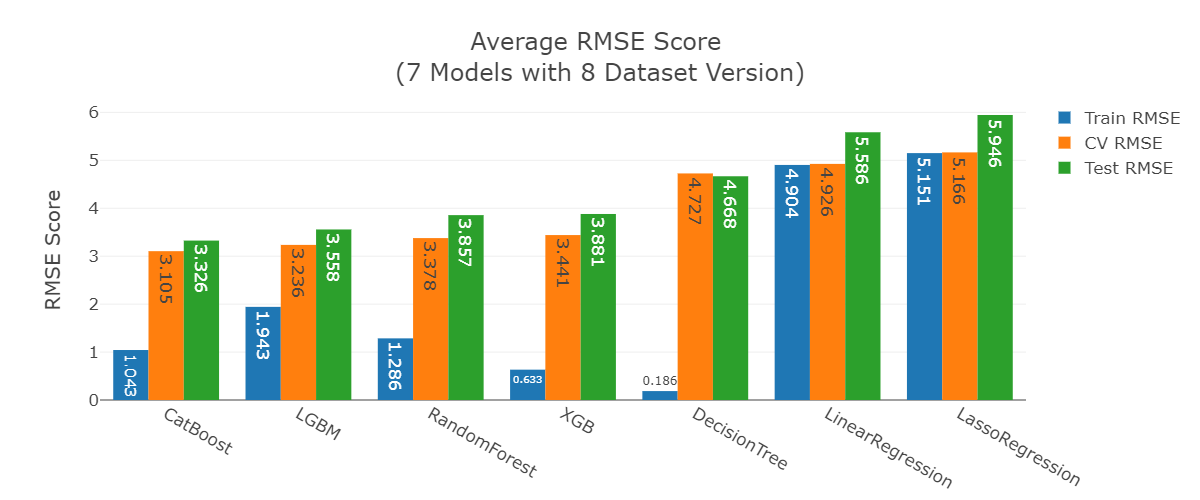 Average RMSE Score
(7 Models with 8 Dataset Version)
RMSE Score
6
5
4
3
2
1
0
1.043
3.105
3.326
1.943
3.236
3.558
1.286
3.378
3.857
0.633
3.441
3.881
0.186
4.727
4.668
4.904
4.926
5.586
5.151
5.166
5.946
CatBoost
LGBM
RandomForest
XGB
DecisionTree
LinearRegression
LassoRegression
Train RMSE
CV RMSE
Test RMSE